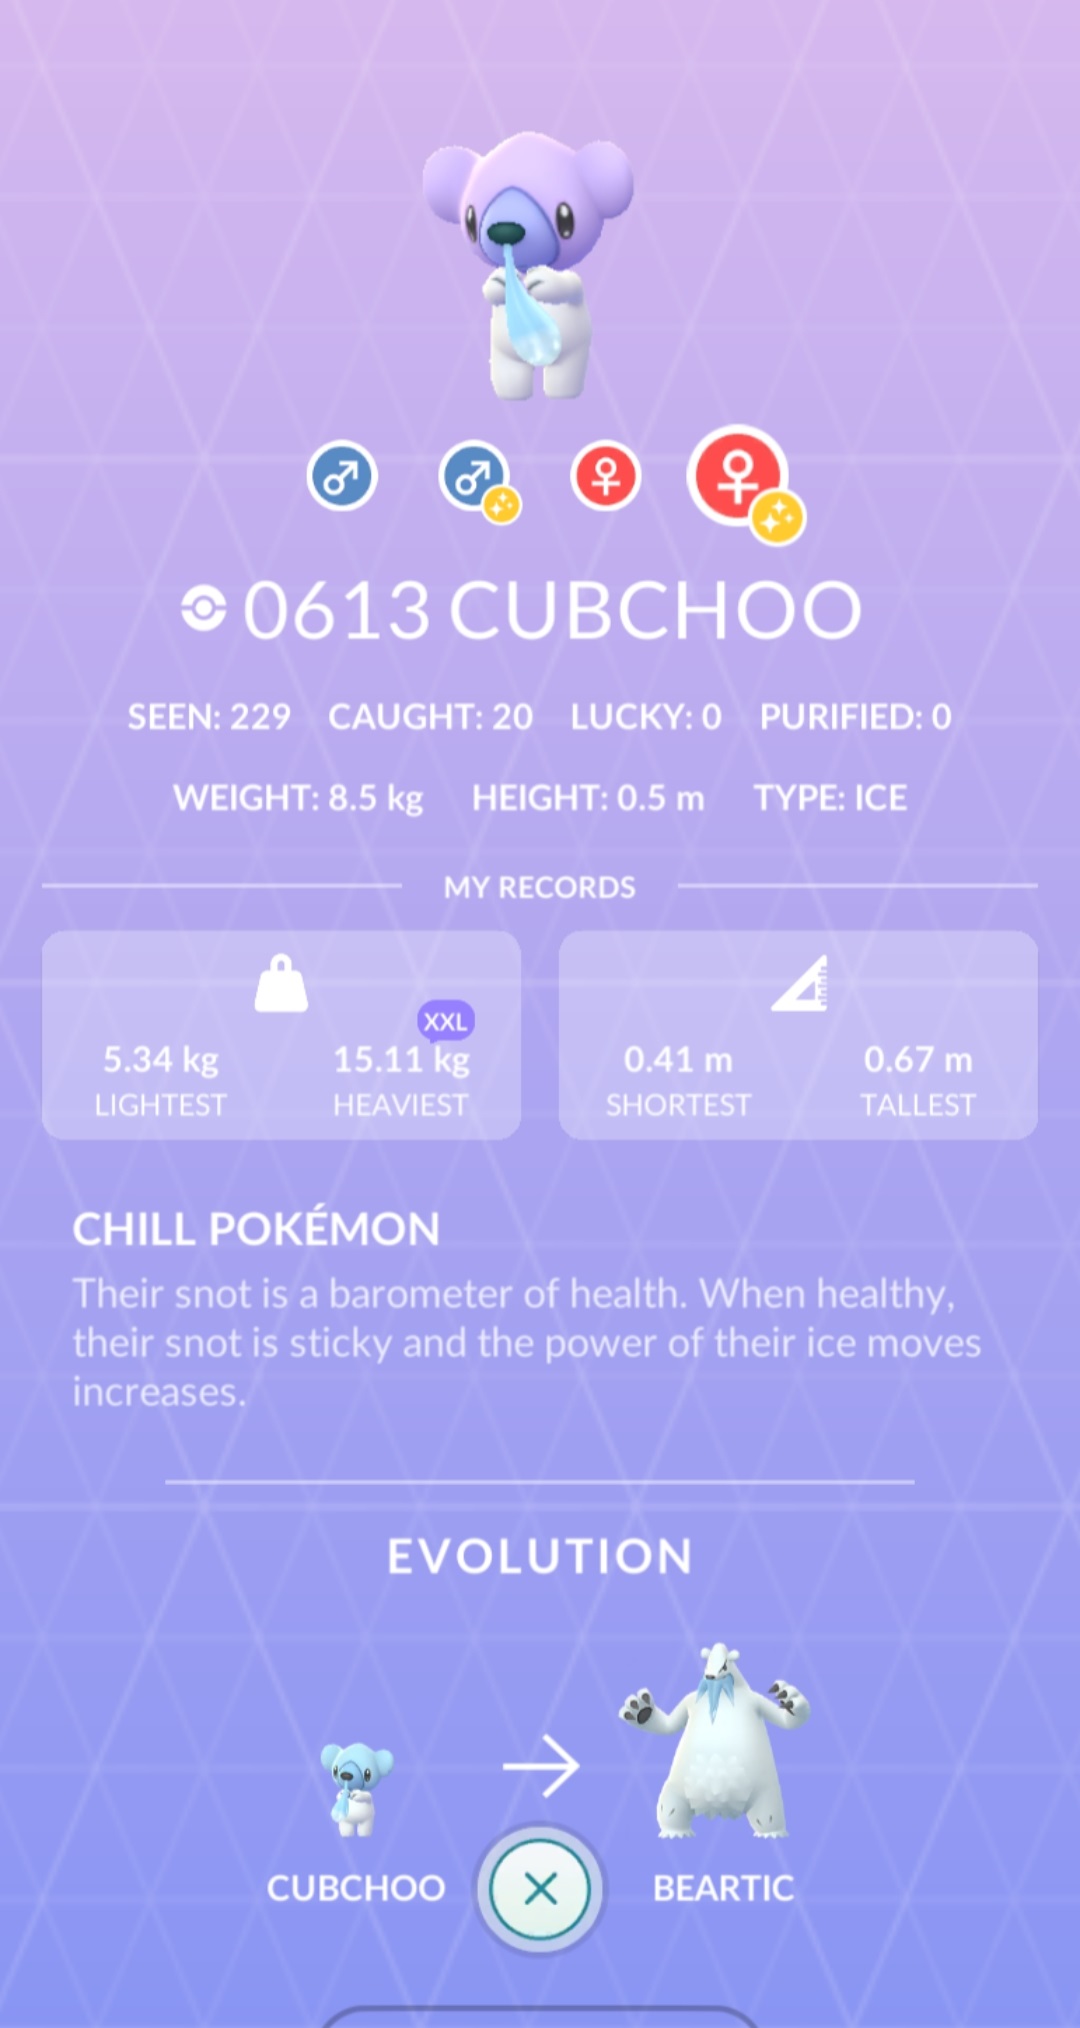 0613 CUBCHOO
SEEN: 229 CAUGHT: 20 LUCKY: 0 PURIFIED: 0
WEIGHT: 8.5 kg HEIGHT: 0.5 m TYPE: ICE
MY RECORDS
XXL
5.34 kg 15.11 kg 0.41 m 0.67 m
LIGHTEST HEAVIEST SHORTEST TALLEST
CHILL POKÉMON
Their snot is a barometer of health. When healthy,
their snot is sticky and the power of their ice moves
increases.
EVOLUTION
CUBCHOO BEARTIC